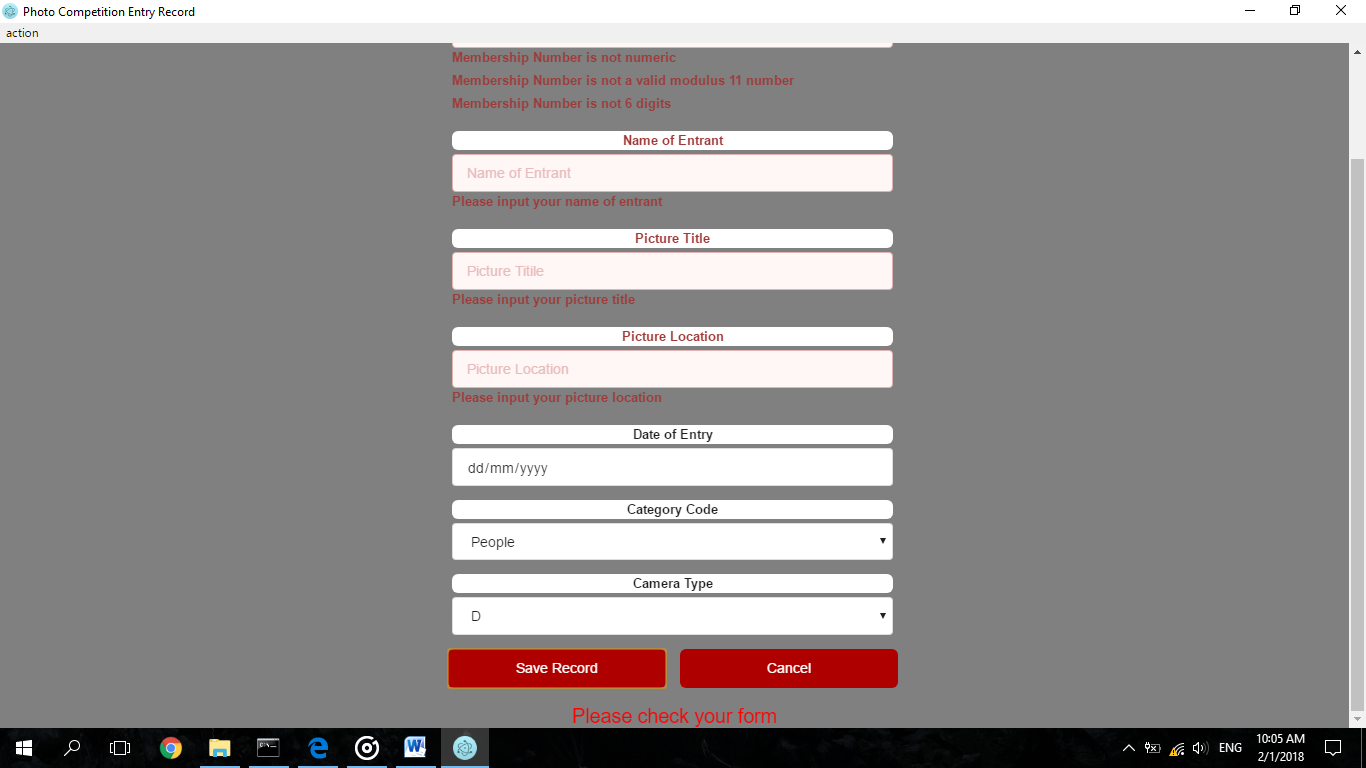 Photo Competition Entry Record
action
Membership Number is not numeric
Membership Number is not a valid modulus 11 number
Membership Number is not 6 digits
Name of Entrant
Name of Entrant
Please input your name of entrant
Picture Title
Picture Titile
Please input your picture title
Picture Location
Picture Location
Please input your picture location
Date of Entry
dd/mm/yyyy
Category Code
People
Camera Type
D
Save Record Cancel
Please check your form
ENG
10:05 AM
2/1/2018